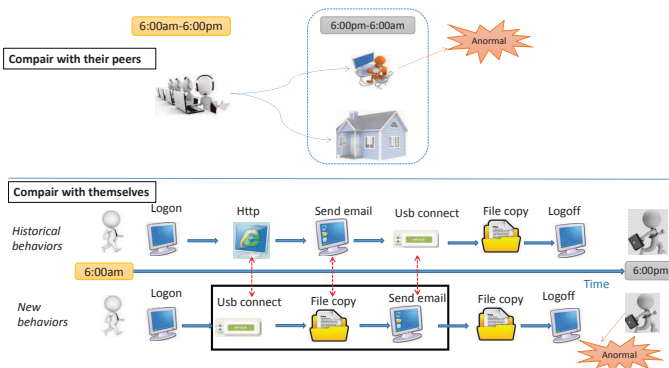 6:00am-6:00pm
6:00pm-6:00am
Anormal
Compair with their peers
Compair with themselves
Logon
Http
Send email
Usb connect
File copy
Logoff
Historical
behaviors
6:00am
6:00pm
Time
Logon
Usb connect
File copy
Send email
File copy
Logoff
New
behaviors
Anormal